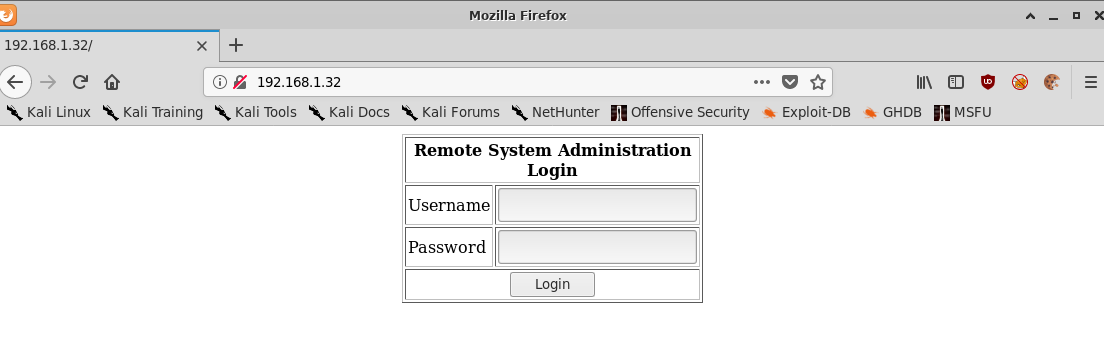 Mozilla Firefox
192.168.1.32/
192.168.1.32
Kali Linux Kali Training Kali Tools Kali Docs Kali Forums NetHunter Offensive Security Exploit-DB GHDB MSFU
Remote System Administration
Login
Username
Password
Login